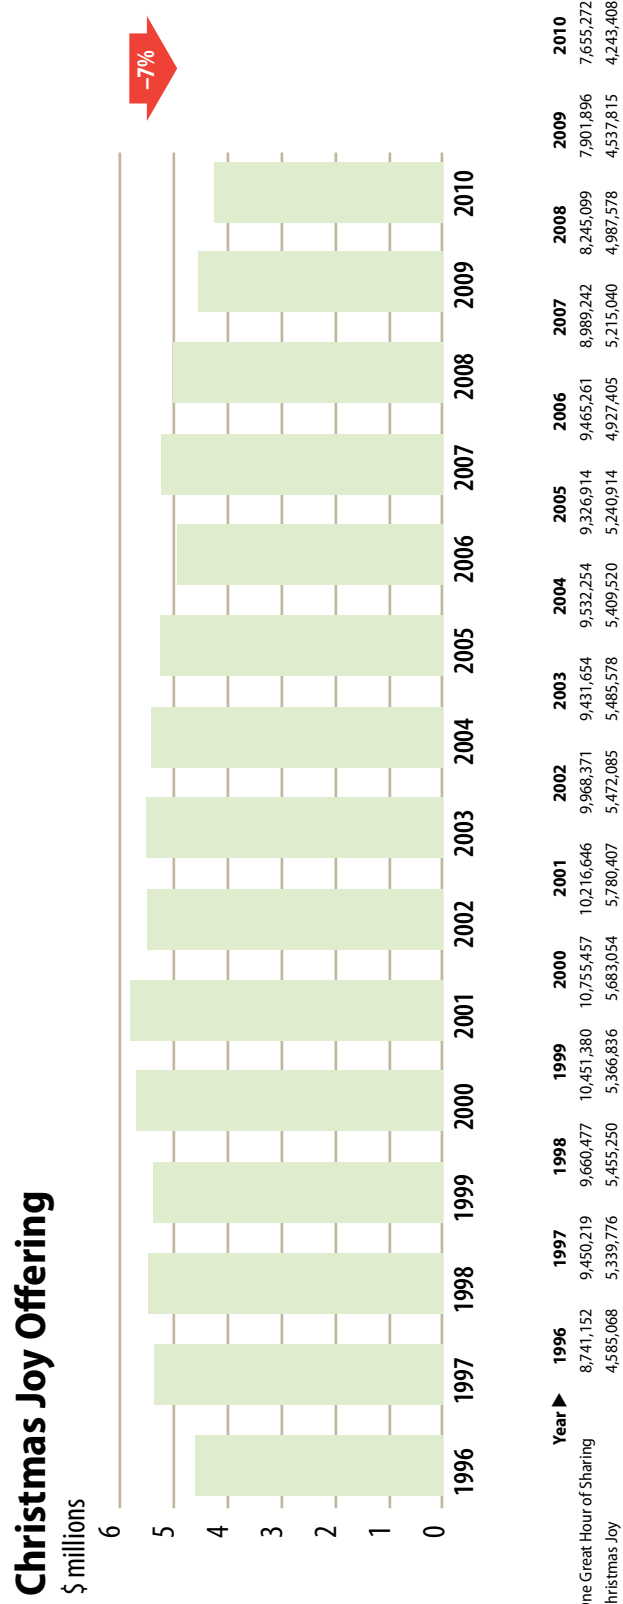 Christmas Joy Offering
$ millions
–7%
6
5
4
3
2
1
0
1996 1997 1998 1999 2000 2001 2002 2003 2004 2005 2006 2007 2008 2009 2010
Year ▶ 1996 1997 1998 1999 2000 2001 2002 2003 2004 2005 2006 2007 2008 2009 2010
ne Great Hour of Sharing 8,741,152 9,450,219 9,660,477 10,451,380 10,755,457 10,216,646 9,968,371 9,431,654 9,532,254 9,326,914 9,465,261 8,989,242 8,245,099 7,901,896 7,655,272
hristmas Joy 4,585,068 5,339,776 5,455,250 5,366,836 5,683,054 5,780,407 5,472,085 5,485,578 5,409,520 5,240,914 4,927,405 5,215,040 4,987,578 4,537,815 4,243,408